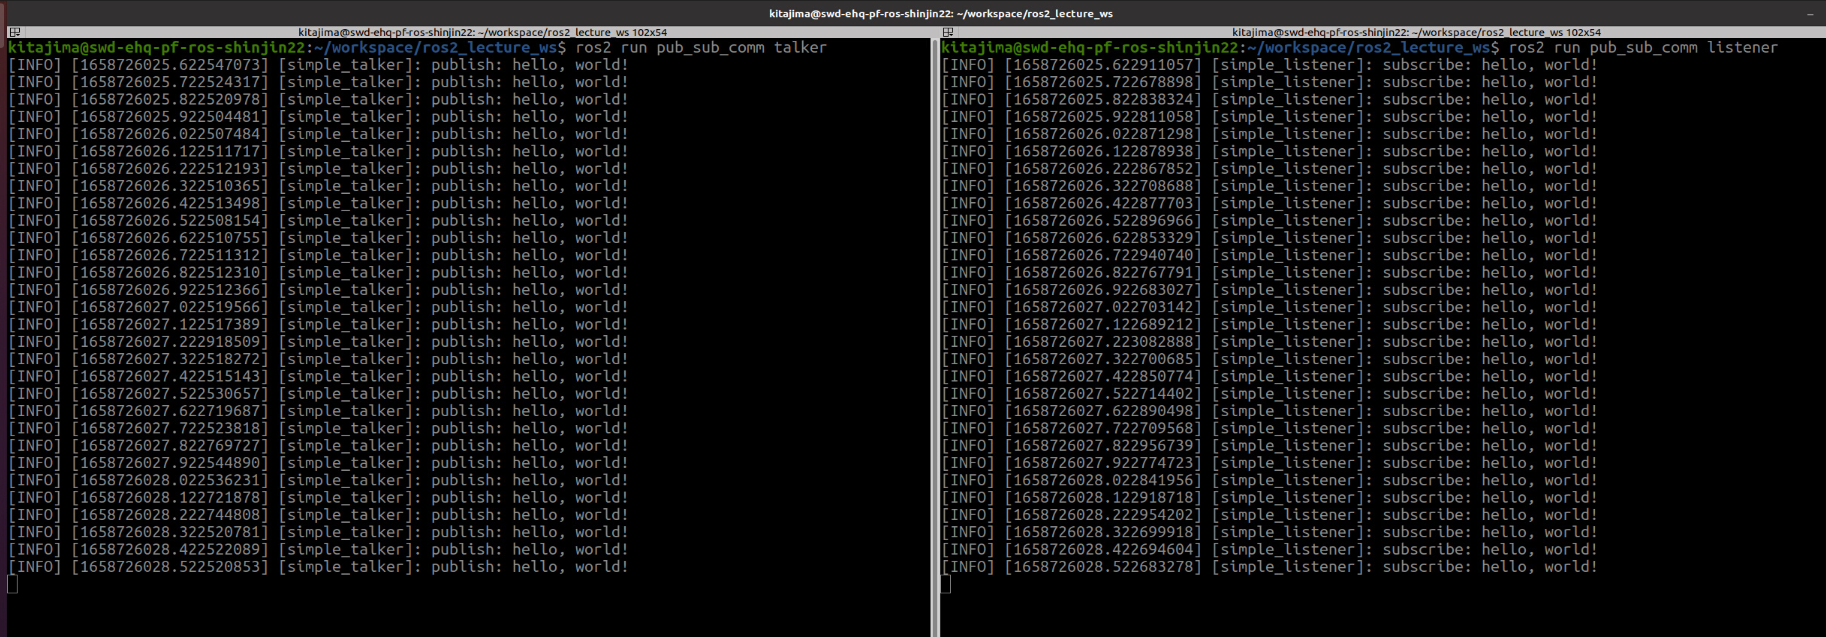 kitajima@swd-ehq-pf-ros-shinjin22: ~/workspace/ros2_lecture_ws
kitajima@swd-ehq-pf-ros-shinjin22: ~/workspace/ros2_lecture_ws 102x54
kitajima@swd-ehq-pf-ros-shinjin22:~/workspace/ros2_lecture_ws$ ros2 run pub_sub_comm talker
[INFO] [1658726025.622547073] [simple_talker]: publish: hello, world!
[INFO] [1658726025.722524317] [simple_talker]: publish: hello, world!
[INFO] [1658726025.822520978] [simple_talker]: publish: hello, world!
[INFO] [1658726025.922504481] [simple_talker]: publish: hello, world!
[INFO] [1658726026.022507484] [simple_talker]: publish: hello, world!
[INFO] [1658726026.122511717] [simple_talker]: publish: hello, world!
[INFO] [1658726026.222512193] [simple_talker]: publish: hello, world!
[INFO] [1658726026.322510365] [simple_talker]: publish: hello, world!
[INFO] [1658726026.422513498] [simple_talker]: publish: hello, world!
[INFO] [1658726026.522508154] [simple_talker]: publish: hello, world!
[INFO] [1658726026.622510755] [simple_talker]: publish: hello, world!
[INFO] [1658726026.722511312] [simple_talker]: publish: hello, world!
[INFO] [1658726026.822512310] [simple_talker]: publish: hello, world!
[INFO] [1658726026.922512366] [simple_talker]: publish: hello, world!
[INFO] [1658726027.022519566] [simple_talker]: publish: hello, world!
[INFO] [1658726027.122517389] [simple_talker]: publish: hello, world!
[INFO] [1658726027.222918509] [simple_talker]: publish: hello, world!
[INFO] [1658726027.322518272] [simple_talker]: publish: hello, world!
[INFO] [1658726027.422515143] [simple_talker]: publish: hello, world!
[INFO] [1658726027.522530657] [simple_talker]: publish: hello, world!
[INFO] [1658726027.622719687] [simple_talker]: publish: hello, world!
[INFO] [1658726027.722523818] [simple_talker]: publish: hello, world!
[INFO] [1658726027.822769727] [simple_talker]: publish: hello, world!
[INFO] [1658726027.922544890] [simple_talker]: publish: hello, world!
[INFO] [1658726028.022536231] [simple_talker]: publish: hello, world!
[INFO] [1658726028.122721878] [simple_talker]: publish: hello, world!
[INFO] [1658726028.222744808] [simple_talker]: publish: hello, world!
[INFO] [1658726028.322520781] [simple_talker]: publish: hello, world!
[INFO] [1658726028.422522089] [simple_talker]: publish: hello, world!
[INFO] [1658726028.522520853] [simple_talker]: publish: hello, world!
kitajima@swd-ehq-pf-ros-shinjin22: ~/workspace/ros2_lecture_ws 102x54
kitajima@swd-ehq-pf-ros-shinjin22:~/workspace/ros2_lecture_ws$ ros2 run pub_sub_comm listener
[INFO] [1658726025.622911057] [simple_listener]: subscribe: hello, world!
[INFO] [1658726025.722678898] [simple_listener]: subscribe: hello, world!
[INFO] [1658726025.822838324] [simple_listener]: subscribe: hello, world!
[INFO] [1658726025.922811058] [simple_listener]: subscribe: hello, world!
[INFO] [1658726026.022871298] [simple_listener]: subscribe: hello, world!
[INFO] [1658726026.122878938] [simple_listener]: subscribe: hello, world!
[INFO] [1658726026.222867852] [simple_listener]: subscribe: hello, world!
[INFO] [1658726026.322708688] [simple_listener]: subscribe: hello, world!
[INFO] [1658726026.422877703] [simple_listener]: subscribe: hello, world!
[INFO] [1658726026.522896966] [simple_listener]: subscribe: hello, world!
[INFO] [1658726026.622853329] [simple_listener]: subscribe: hello, world!
[INFO] [1658726026.722940740] [simple_listener]: subscribe: hello, world!
[INFO] [1658726026.822767791] [simple_listener]: subscribe: hello, world!
[INFO] [1658726026.922683027] [simple_listener]: subscribe: hello, world!
[INFO] [1658726027.022703142] [simple_listener]: subscribe: hello, world!
[INFO] [1658726027.122689212] [simple_listener]: subscribe: hello, world!
[INFO] [1658726027.223082888] [simple_listener]: subscribe: hello, world!
[INFO] [1658726027.322700685] [simple_listener]: subscribe: hello, world!
[INFO] [1658726027.422850774] [simple_listener]: subscribe: hello, world!
[INFO] [1658726027.522714402] [simple_listener]: subscribe: hello, world!
[INFO] [1658726027.622890498] [simple_listener]: subscribe: hello, world!
[INFO] [1658726027.722709568] [simple_listener]: subscribe: hello, world!
[INFO] [1658726027.822956739] [simple_listener]: subscribe: hello, world!
[INFO] [1658726027.922774723] [simple_listener]: subscribe: hello, world!
[INFO] [1658726028.022841956] [simple_listener]: subscribe: hello, world!
[INFO] [1658726028.122918718] [simple_listener]: subscribe: hello, world!
[INFO] [1658726028.222954202] [simple_listener]: subscribe: hello, world!
[INFO] [1658726028.322699918] [simple_listener]: subscribe: hello, world!
[INFO] [1658726028.422694604] [simple_listener]: subscribe: hello, world!
[INFO] [1658726028.522683278] [simple_listener]: subscribe: hello, world!